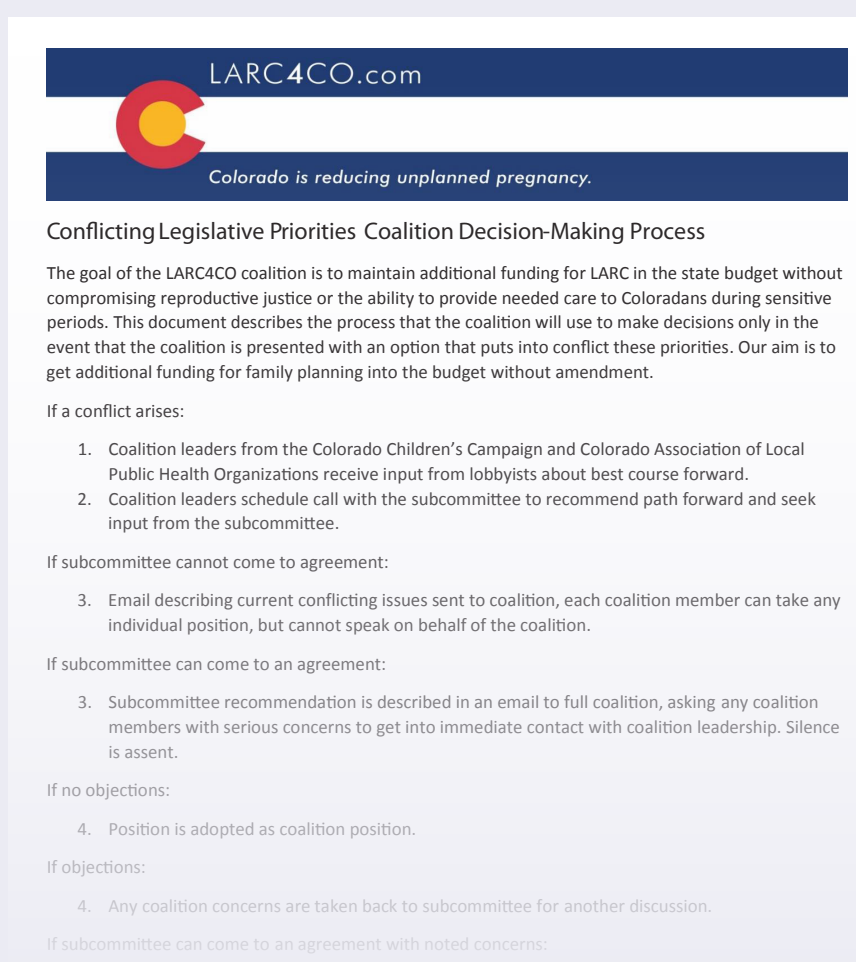 LARC4CO.com
Colorado is reducing unplanned pregnancy.
Conflicting Legislative Priorities Coalition Decision-Making Process
The goal of the LARC4CO coalition is to maintain additional funding for LARC in the state budget without
compromising reproductive justice or the ability to provide needed care to Coloradans during sensitive
periods. This document describes the process that the coalition will use to make decisions only in the
event that the coalition is presented with an option that puts into conflict these priorities. Our aim is to
get additional funding for family planning into the budget without amendment.
If a conflict arises:
1. Coalition leaders from the Colorado Children’s Campaign and Colorado Association of Local
Public Health Organizations receive input from lobbyists about best course forward.
2. Coalition leaders schedule call with the subcommittee to recommend path forward and seek
input from the subcommittee.
If subcommittee cannot come to agreement:
3. Email describing current conflicting issues sent to coalition, each coalition member can take any
individual position, but cannot speak on behalf of the coalition.
If subcommittee can come to an agreement:
3. Subcommittee recommendation is described in an email to full coalition, asking any coalition
members with serious concerns to get into immediate contact with coalition leadership. Silence
is assent.
If no objections:
4. Position is adopted as coalition position.
If objections:
4. Any coalition concerns are taken back to subcommittee for another discussion.
If subcommittee can come to an agreement with noted concerns: